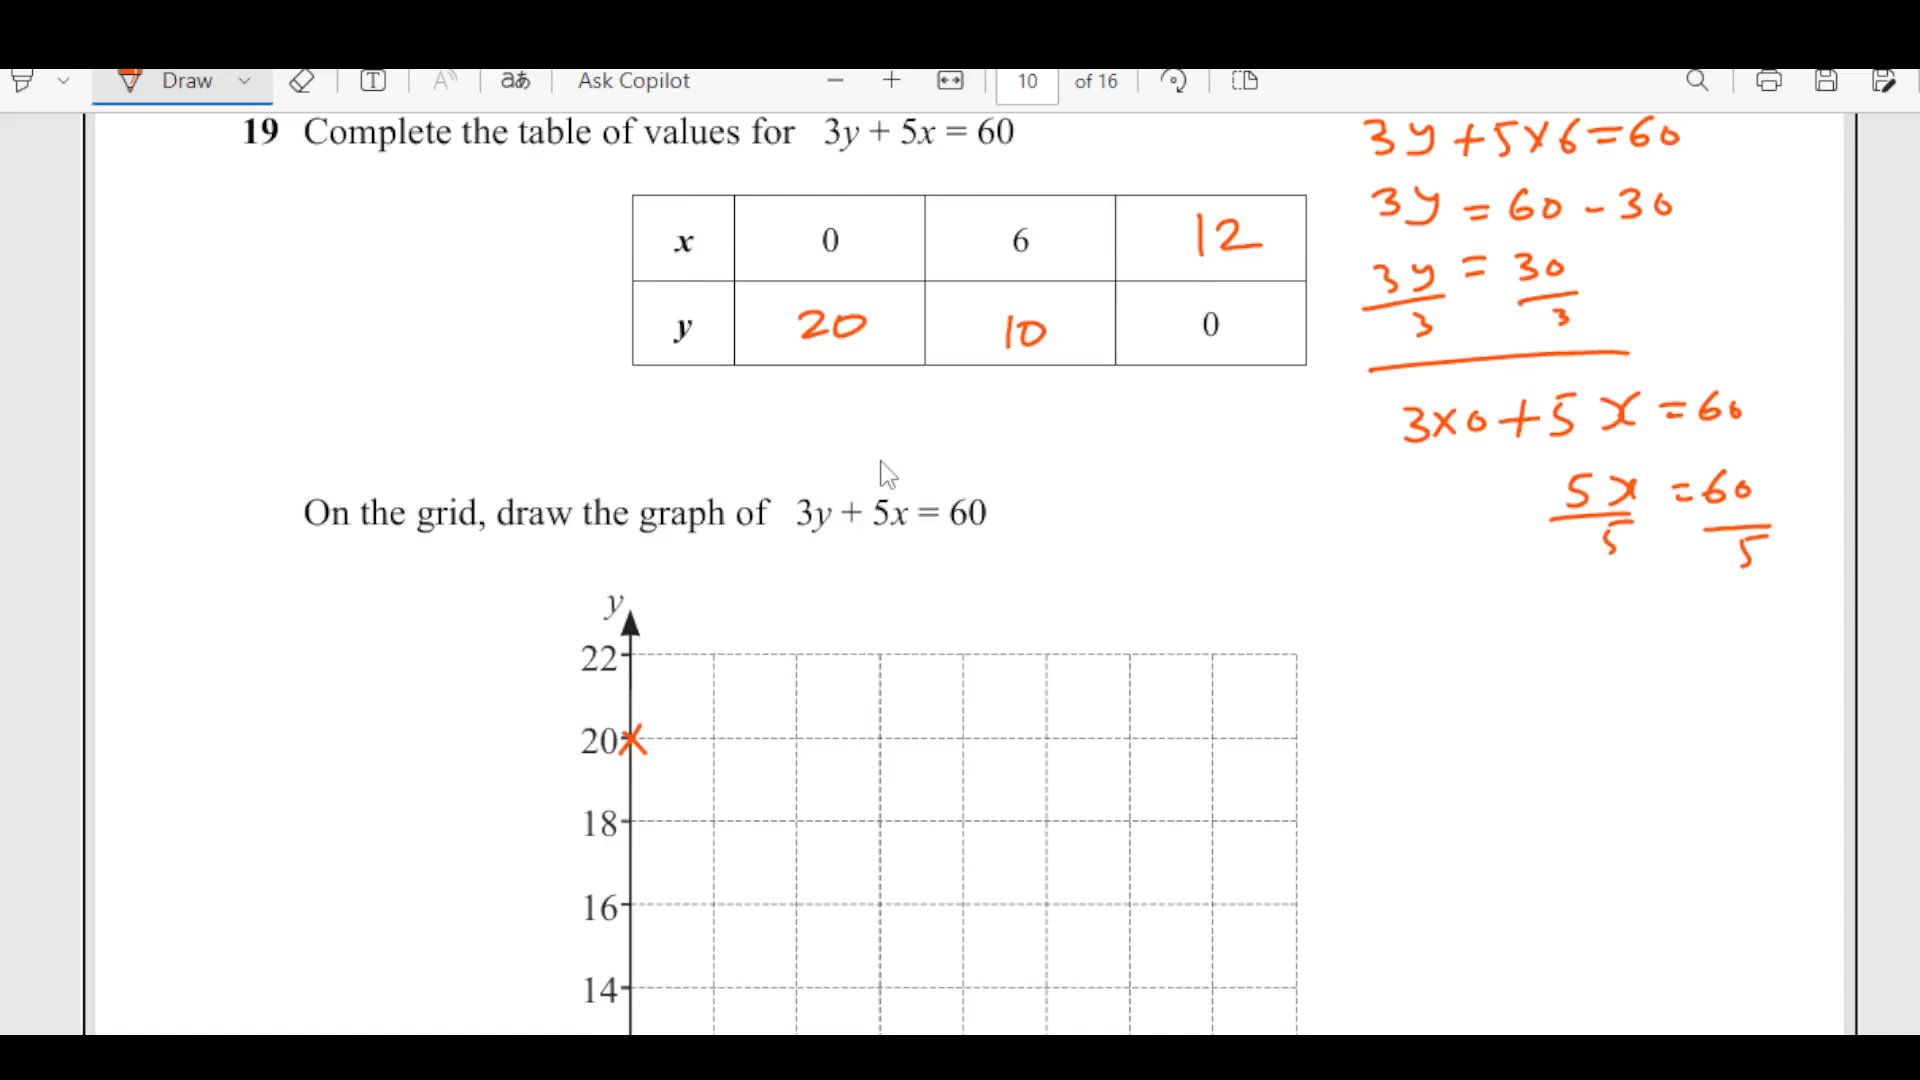 Draw T A aあ Ask Copilot 10 of 16
19 Complete the table of values for 3y + 5x = 60
x 0 6 12
y 20 10 0
3y + 5×6 = 60
3y = 60 - 30
3y = 30
3 3
3×0 + 5x = 60
5x = 60
5 5
On the grid, draw the graph of 3y + 5x = 60
y
22
20
18
16
14